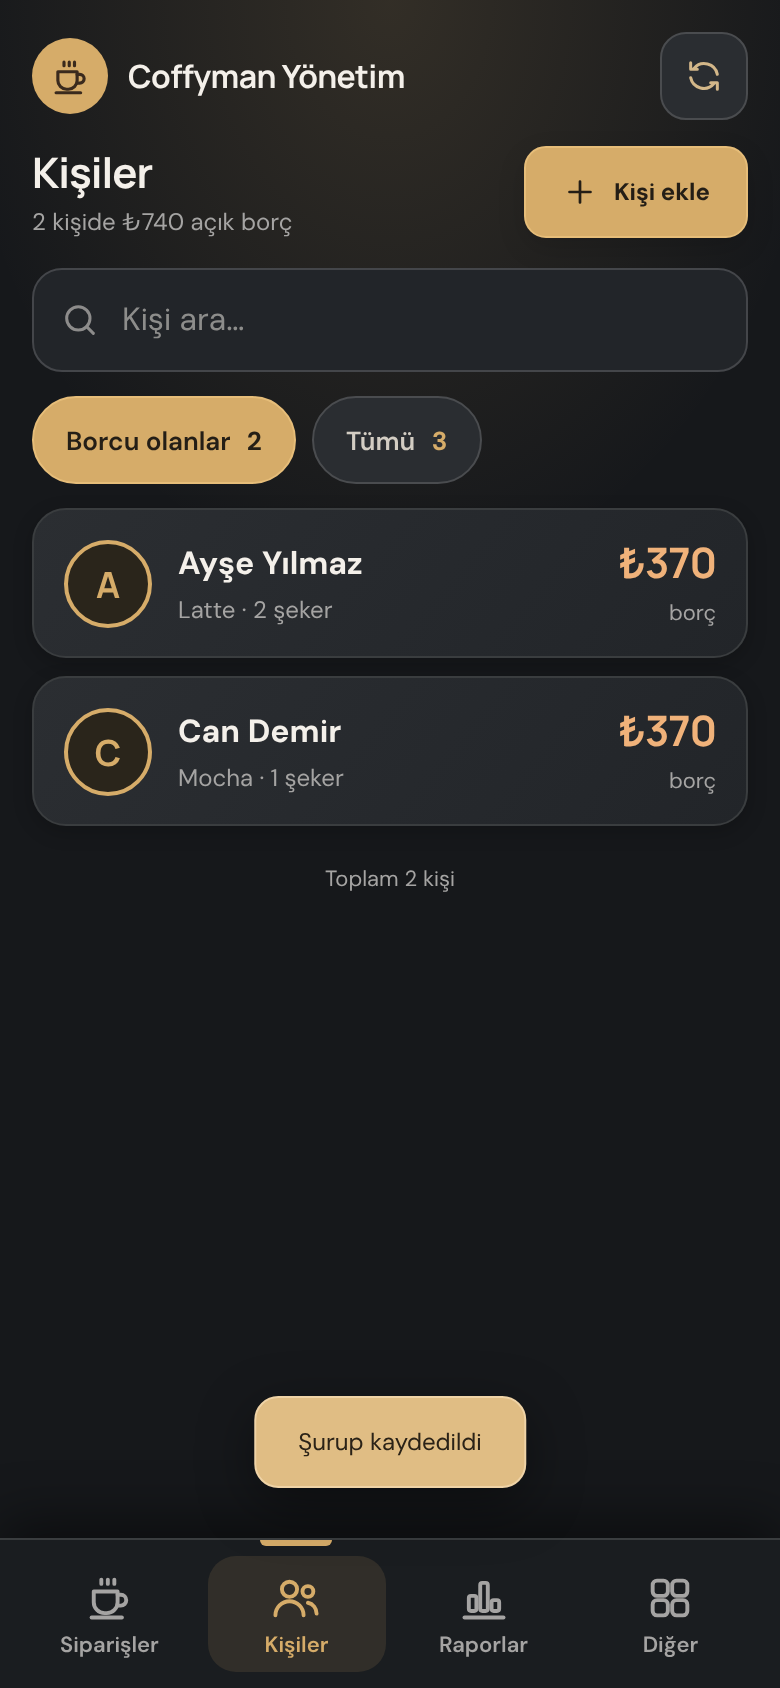 Coffyman Yönetim
Kişiler
2 kişide ₺740 açık borç
Kişi ekle
Kişi ara...
Borcu olanlar 2
Tümü 3
A
Ayşe Yılmaz
Latte · 2 şeker
₺370
borç
C
Can Demir
Mocha · 1 şeker
₺370
borç
Toplam 2 kişi
Şurup kaydedildi
Siparişler
Kişiler
Raporlar
Diğer